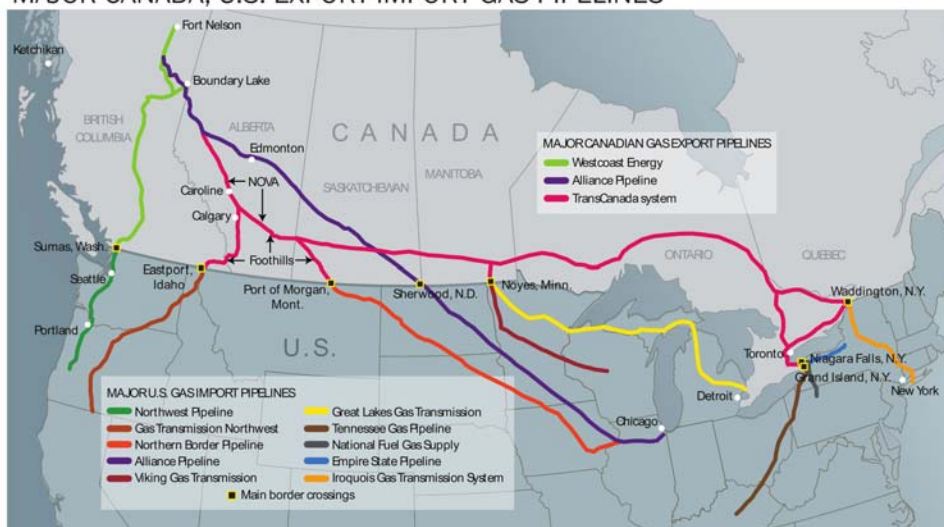 MAJOR CANADA, U.S. EXPORT-IMPORT GAS PIPELINES
Fort Nelson
Ketchikan
Boundary Lake
BRITISH
COLUMBIA
ALBERTA
CANADA
Edmonton
SASKATCHEWAN
MANITOBA
MAJOR CANADIAN GAS EXPORT PIPELINES
Westcoast Energy
Alliance Pipeline
TransCanada system
NOVA
Caroline
Calgary
Sumas, Wash.
Foothills
ONTARIO
QUEBEC
Seattle
Eastport,
Idaho
Port of Morgan,
Mont.
Sherwood, N.D.
Noyes, Minn.
Waddington, N.Y.
Portland
U.S.
Toronto
Niagara Falls, N.Y.
Grand Island, N.Y.
Detroit
New York
Chicago
MAJOR U.S. GAS IMPORT PIPELINES
Northwest Pipeline
Gas Transmission Northwest
Northern Border Pipeline
Alliance Pipeline
Viking Gas Transmission
Great Lakes Gas Transmission
Tennessee Gas Pipeline
National Fuel Gas Supply
Empire State Pipeline
Iroquois Gas Transmission System
Main border crossings